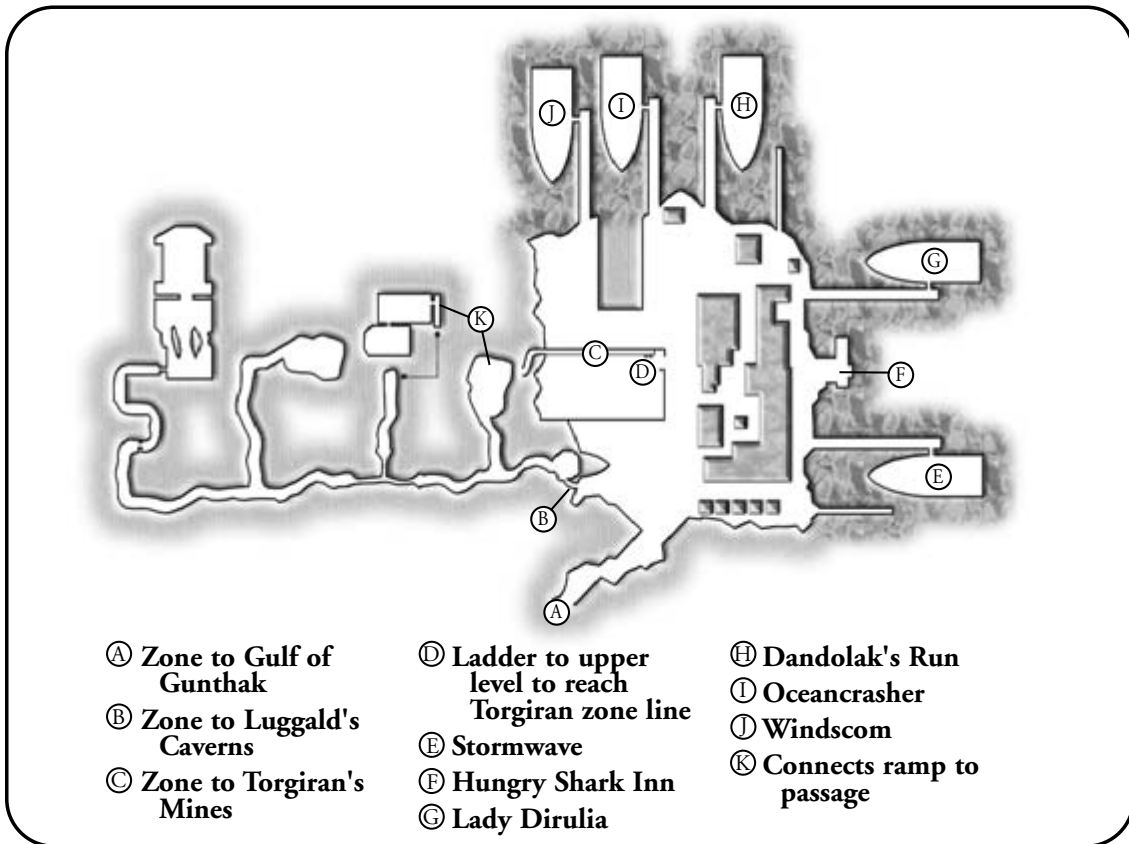 J
I
H
G
K
C
D
F
E
B
A
Ⓐ Zone to Gulf of
Gunthak
Ⓑ Zone to Luggald's
Caverns
Ⓒ Zone to Torgiran's
Mines
Ⓓ Ladder to upper
level to reach
Torgiran zone line
Ⓔ Stormwave
Ⓕ Hungry Shark Inn
Ⓖ Lady Dirulia
Ⓗ Dandolak's Run
Ⓘ Oceancrasher
Ⓙ Windscom
Ⓚ Connects ramp to
passage